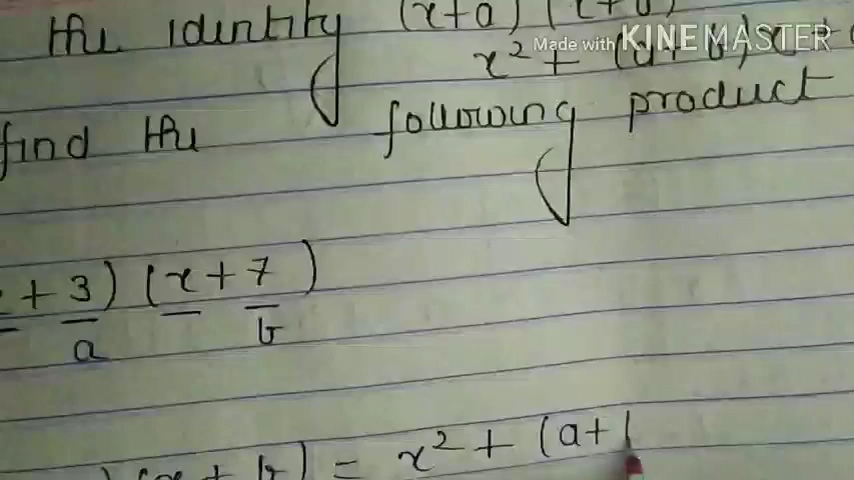 the identity (x+a) (x+b)
Made with KINEMASTER
x² + (a+b)x +
find the following product
+ 3) (x + 7)
a b
(x + b) = x² + (a+